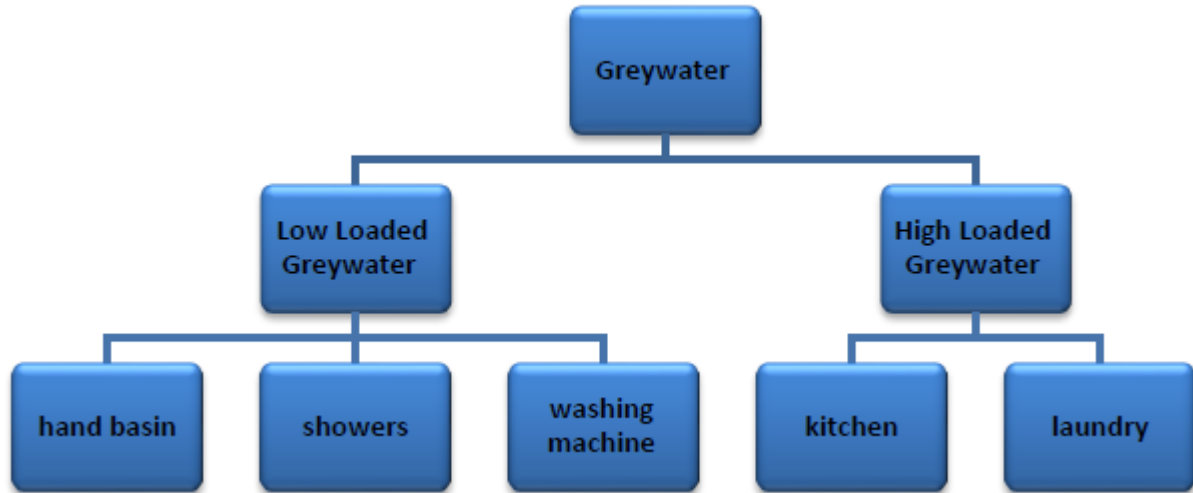 Greywater
Low Loaded
Greywater
High Loaded
Greywater
hand basin
showers
washing
machine
kitchen
laundry